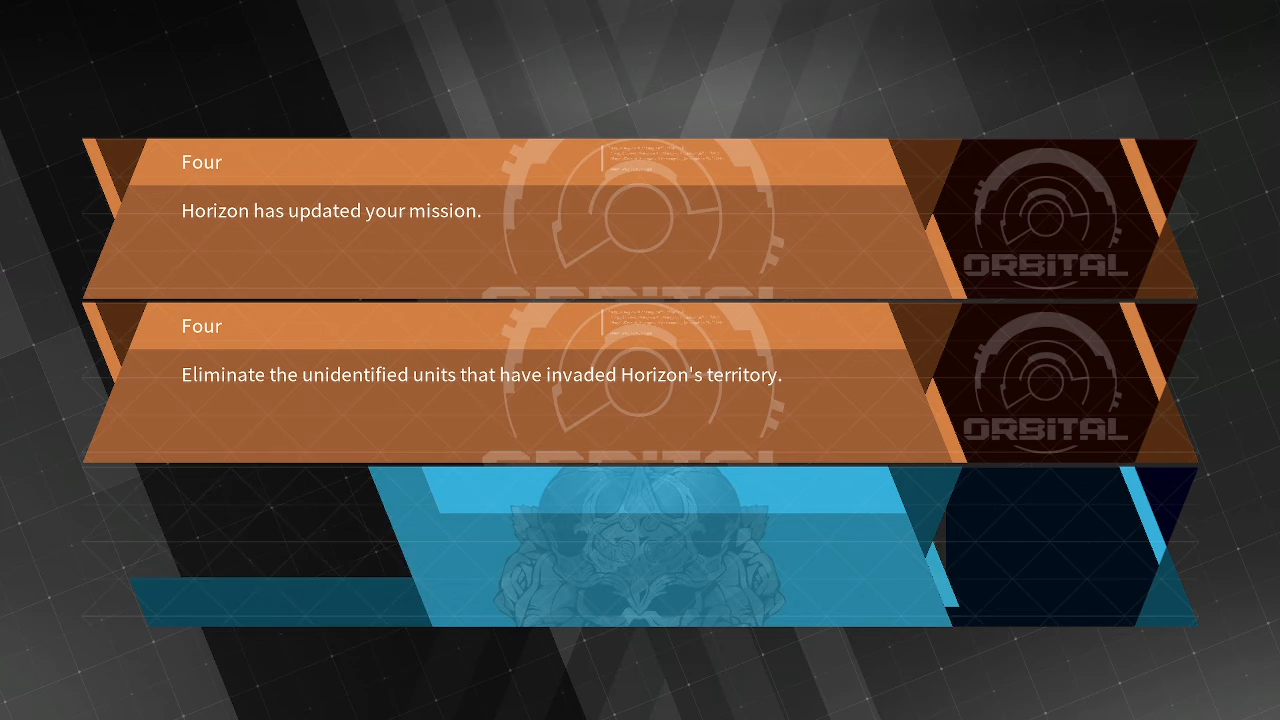 Four
Horizon has updated your mission.
ORBITAL
Four
Eliminate the unidentified units that have invaded Horizon's territory.
ORBITAL